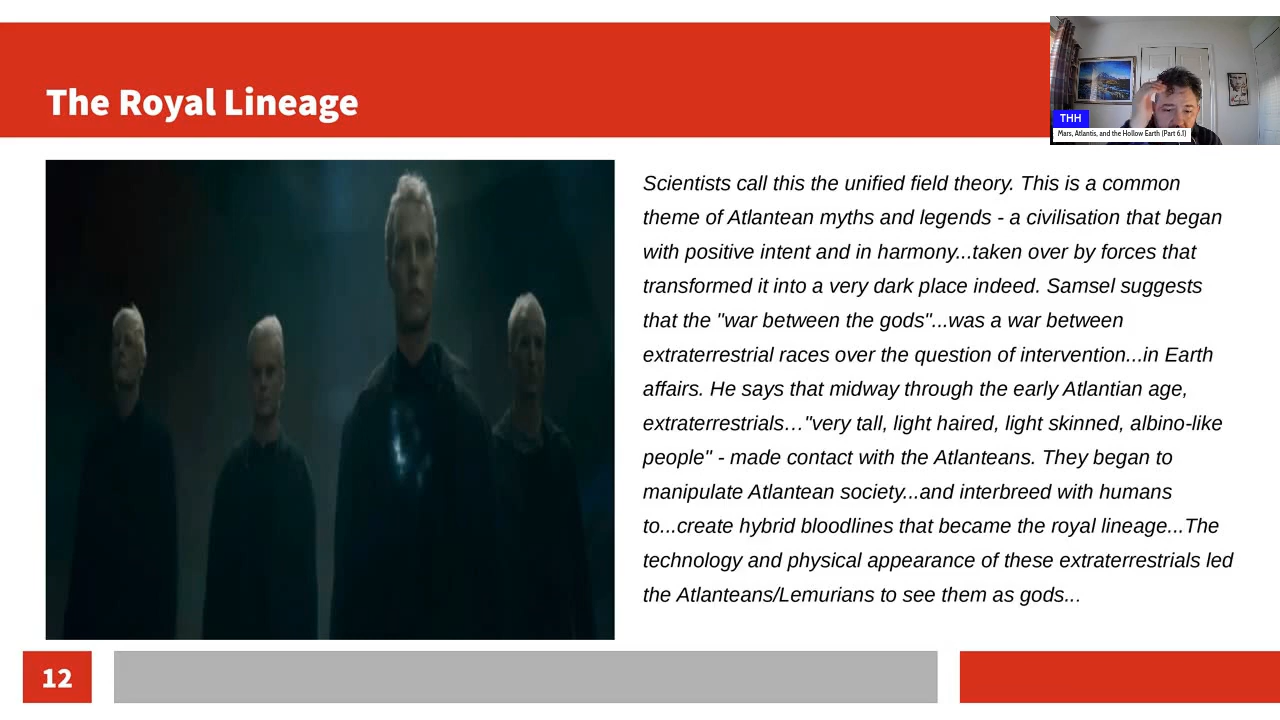 The Royal Lineage
THH
Mars, Atlantis, and the Hollow Earth (Part 6.1)
Scientists call this the unified field theory. This is a common
theme of Atlantean myths and legends - a civilisation that began
with positive intent and in harmony...taken over by forces that
transformed it into a very dark place indeed. Samsel suggests
that the "war between the gods"...was a war between
extraterrestrial races over the question of intervention...in Earth
affairs. He says that midway through the early Atlantian age,
extraterrestrials…"very tall, light haired, light skinned, albino-like
people" - made contact with the Atlanteans. They began to
manipulate Atlantean society...and interbreed with humans
to...create hybrid bloodlines that became the royal lineage...The
technology and physical appearance of these extraterrestrials led
the Atlanteans/Lemurians to see them as gods...
12